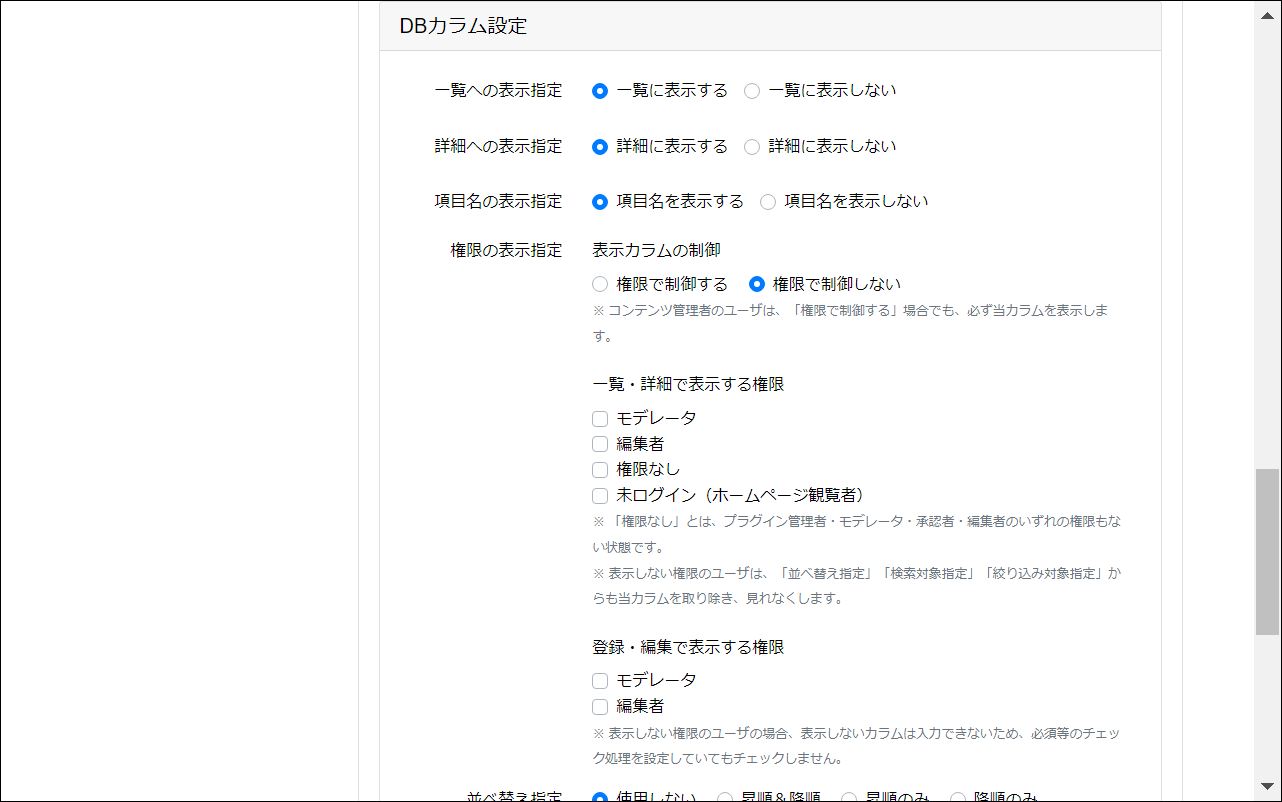 DBカラム設定
一覧への表示指定 一覧に表示する 一覧に表示しない
詳細への表示指定 詳細に表示する 詳細に表示しない
項目名の表示指定 項目名を表示する 項目名を表示しない
権限の表示指定 表示カラムの制御
権限で制御する 権限で制御しない
※ コンテンツ管理者のユーザは、「権限で制御する」場合でも、必ず当カラムを表示しま
す。
一覧・詳細で表示する権限
モデレータ
編集者
権限なし
未ログイン（ホームページ観覧者）
※ 「権限なし」とは、プラグイン管理者・モデレータ・承認者・編集者のいずれの権限もな
い状態です。
※ 表示しない権限のユーザは、「並べ替え指定」「検索対象指定」「絞り込み対象指定」か
らも当カラムを取り除き、見れなくします。
登録・編集で表示する権限
モデレータ
編集者
※ 表示しない権限のユーザの場合、表示しないカラムは入力できないため、必須等のチェッ
ク処理を設定していてもチェックしません。
並べ替え指定 使用しない 昇順＆降順 昇順のみ 降順のみ